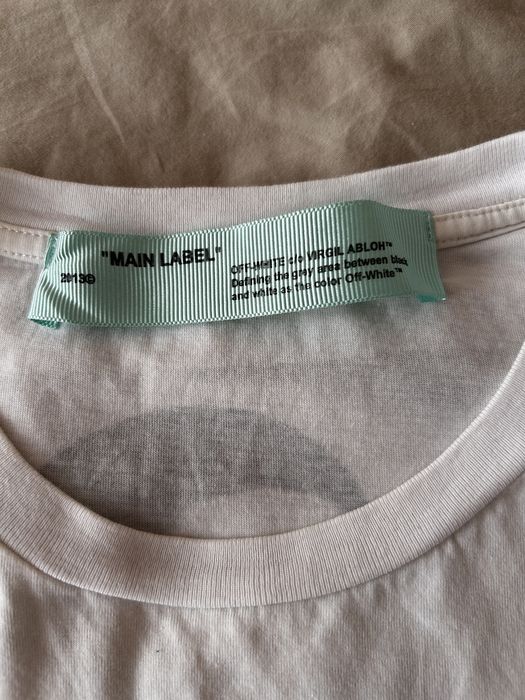 2013©
"MAIN LABEL"
OFF-WHITE c/o VIRGIL ABLOH™
Defining the grey area between black
and white as the color Off-White™